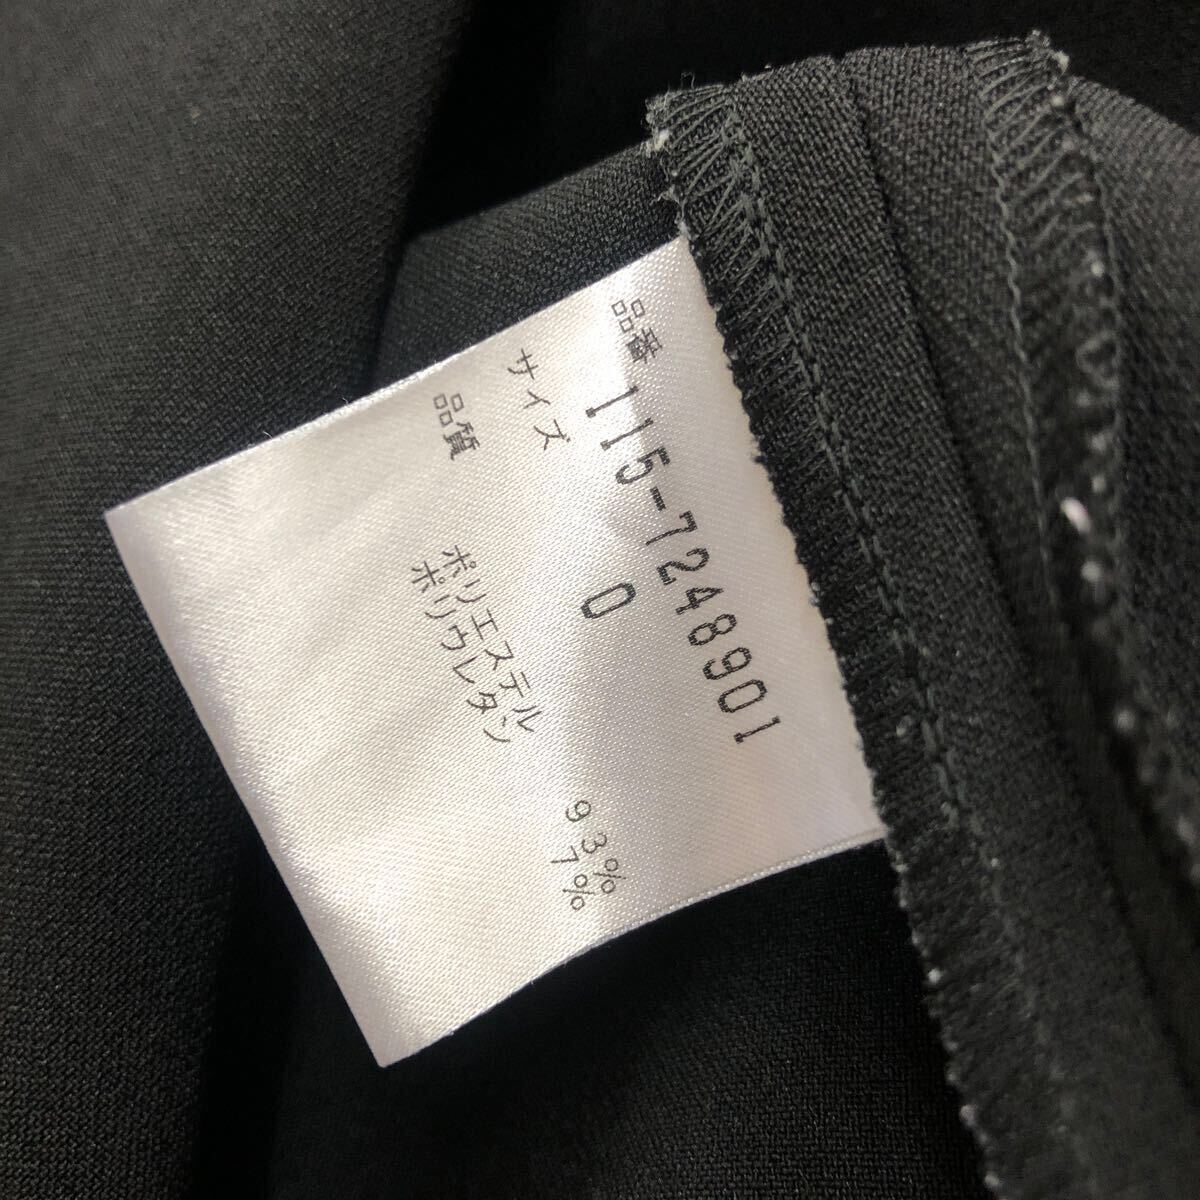 品番 115-7248901
サイズ 0
品質
ポリエステル 93%
ポリウレタン 7%